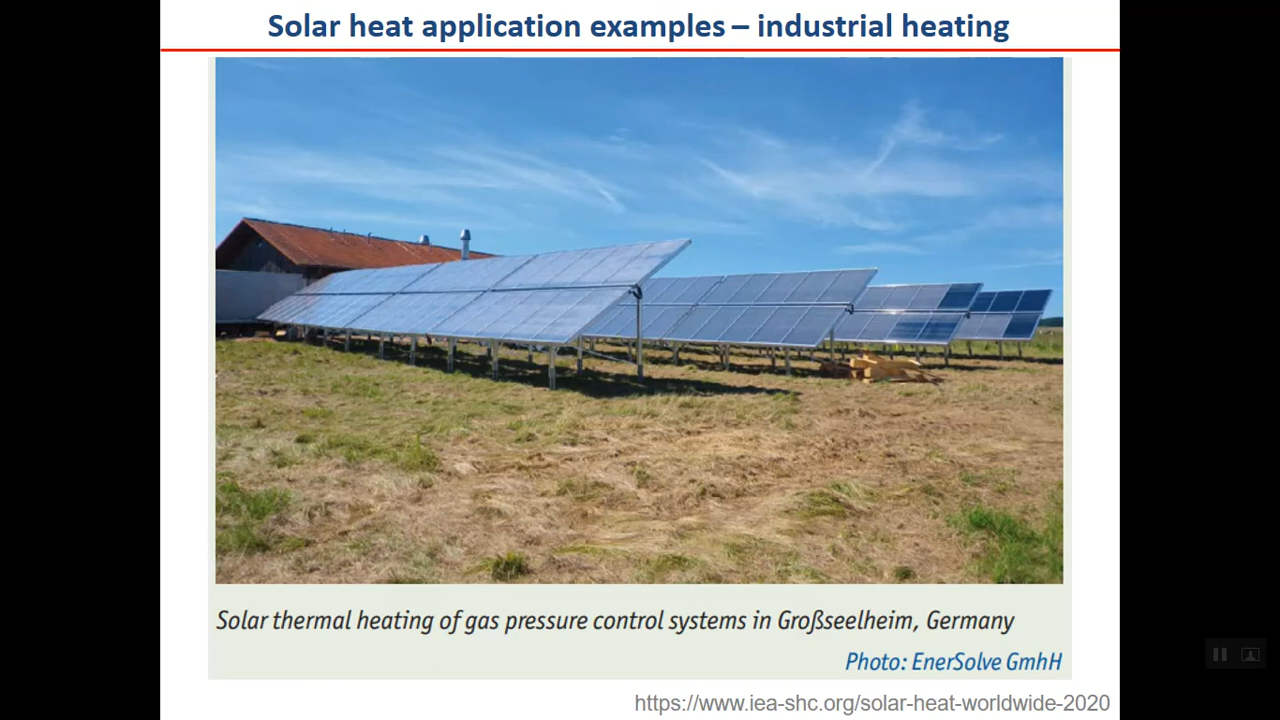 Solar heat application examples – industrial heating
Solar thermal heating of gas pressure control systems in Großseelheim, Germany
Photo: EnerSolve GmhH
https://www.iea-shc.org/solar-heat-worldwide-2020